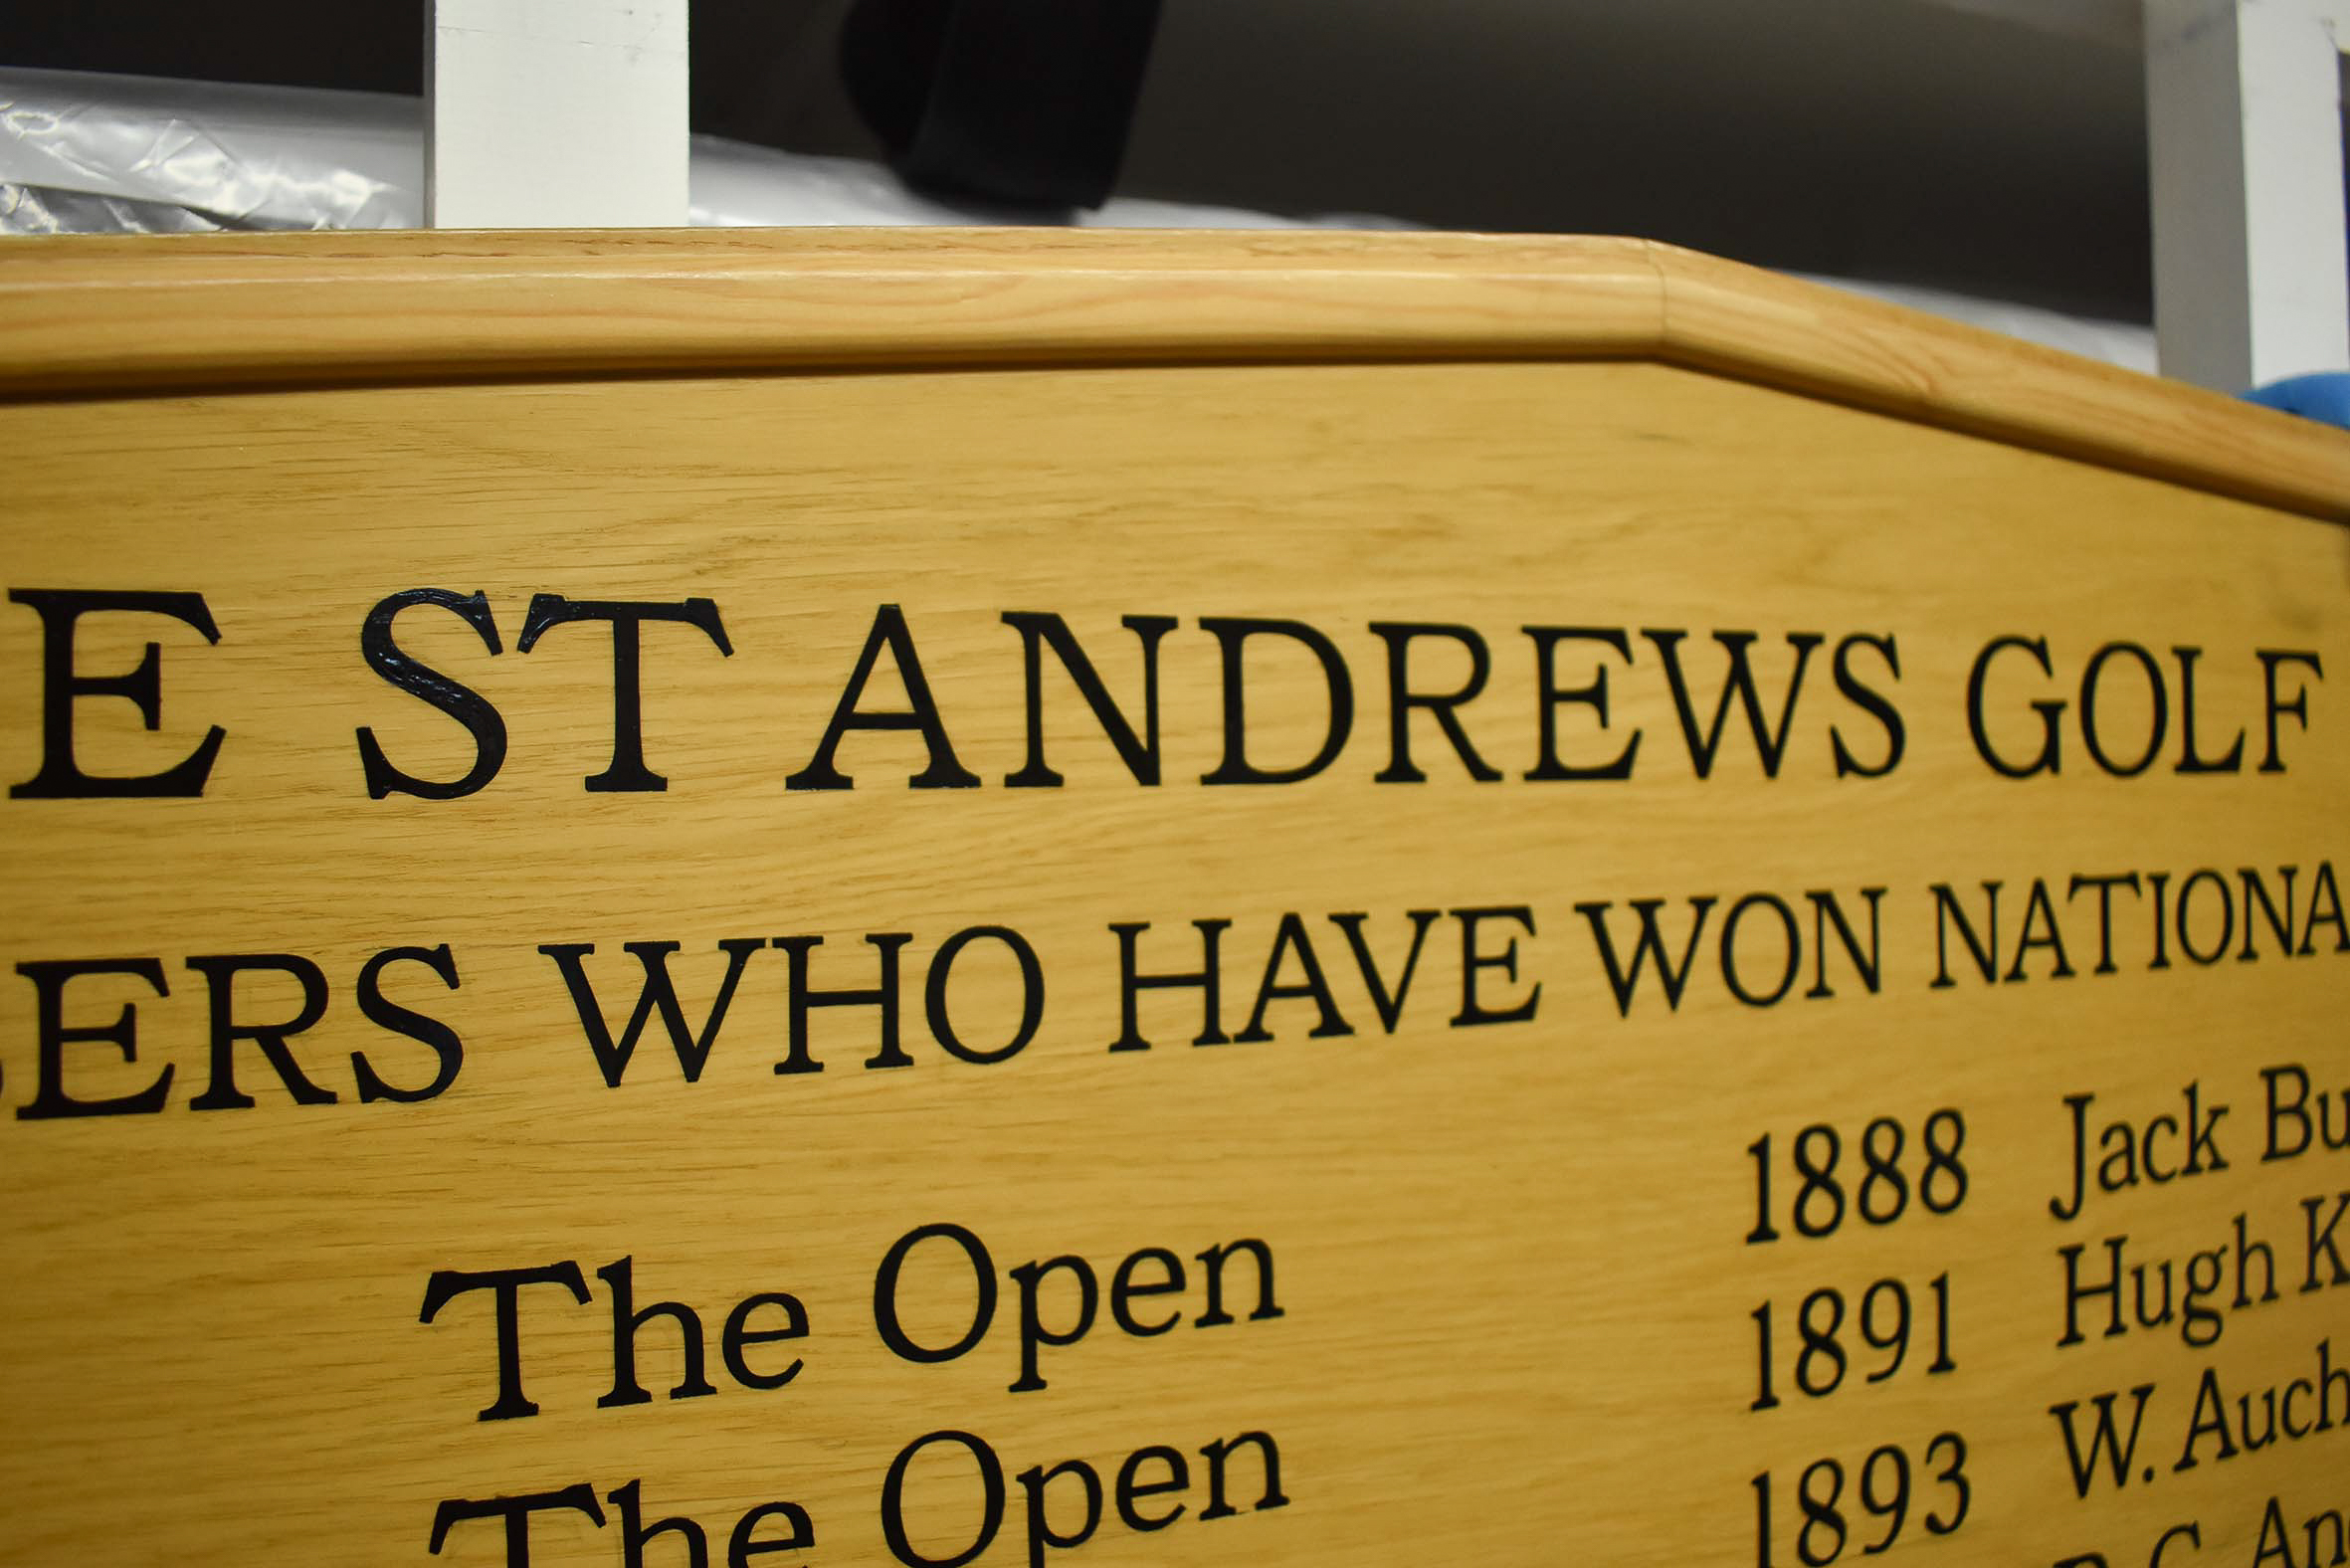 E ST ANDREWS GOLF
ERS WHO HAVE WON NATIONA
The Open 1888 Jack Bu
The Open 1891 Hugh K
1893 W. Auch